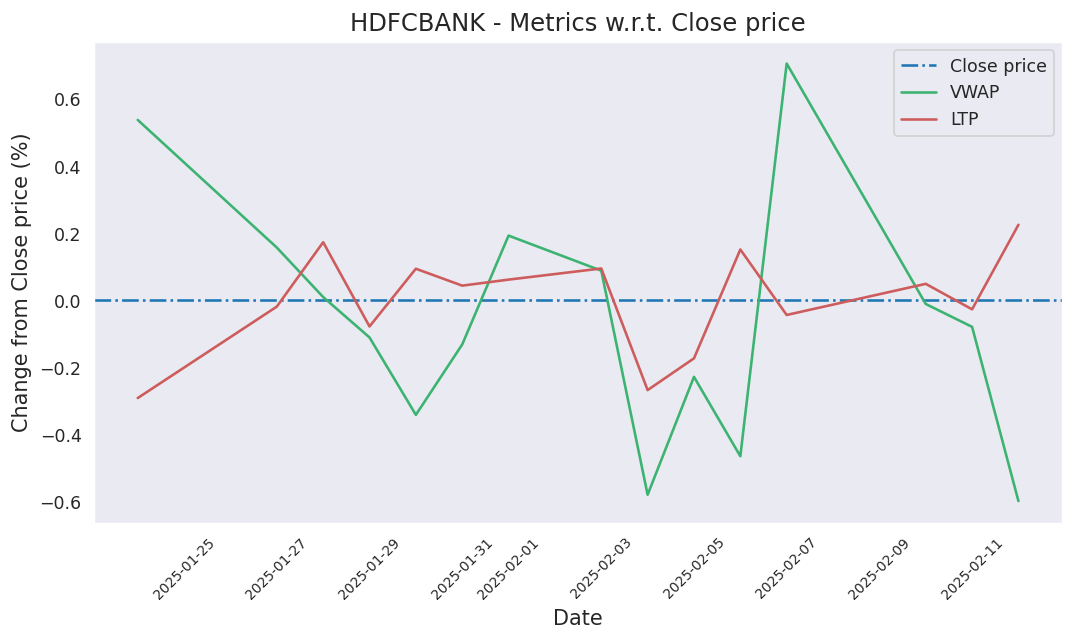 HDFCBANK - Metrics w.r.t. Close price
Close price
VWAP
LTP
Change from Close price (%)
0.6
0.4
0.2
0.0
−0.2
−0.4
−0.6
2025-01-25
2025-01-27
2025-01-29
2025-01-31
2025-02-01
2025-02-03
2025-02-05
2025-02-07
2025-02-09
2025-02-11
Date